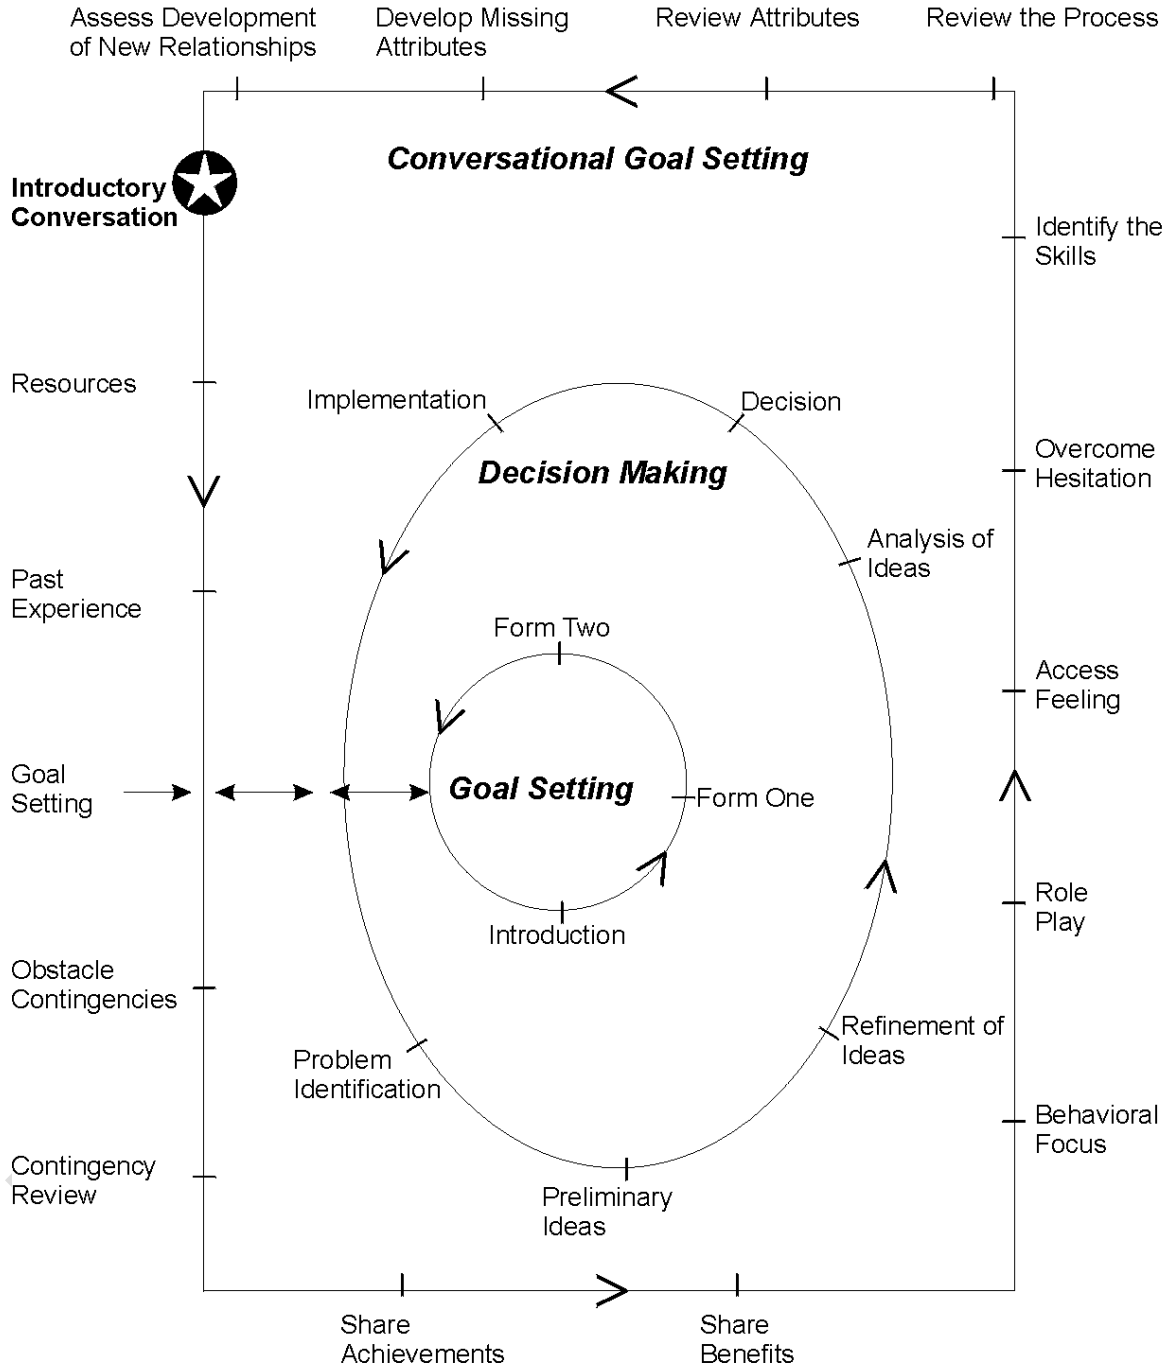 Assess Development
of New Relationships
Develop Missing
Attributes
Review Attributes
Review the Process
Conversational Goal Setting
Introductory
Conversation
Identify the
Skills
Resources
Implementation
Decision
Decision Making
Overcome
Hesitation
Analysis of
Ideas
Past
Experience
Form Two
Access
Feeling
Goal
Setting
Goal Setting
Form One
Role
Play
Introduction
Obstacle
Contingencies
Refinement of
Ideas
Problem
Identification
Behavioral
Focus
Contingency
Review
Preliminary
Ideas
Share
Achievements
Share
Benefits